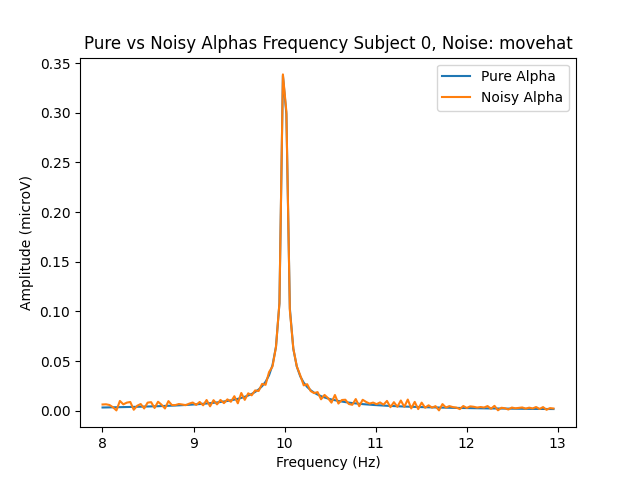 Pure vs Noisy Alphas Frequency Subject 0, Noise: movehat
Pure Alpha
Noisy Alpha
Amplitude (microV)
0.35
0.30
0.25
0.20
0.15
0.10
0.05
0.00
8 9 10 11 12 13
Frequency (Hz)